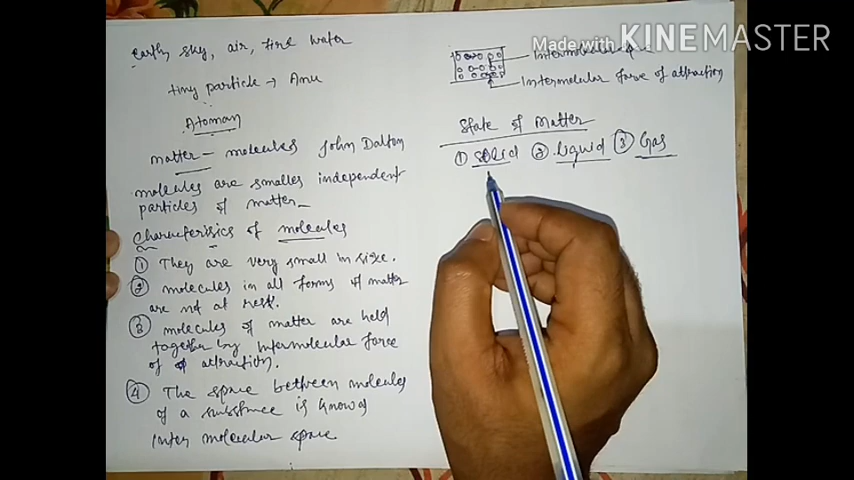 earth, sky, air, fire water
tiny particle → Anu
Atoman
matter - molecules John Dalton
molecules are smalles independent
particles of matter -
Characterisics of molecules
① They are very small in size.
② molecules in all forms of matter
are not at rest.
③ molecules of matter are held
together by Intermolecular force
of attraction.
④ The space between molecules
of a substance is known as
Inter molecular space
Made with KINEMASTER
Intermolecular
Intermolecular force of attraction
State of Matter
① Solid ② liquid ③ Gas